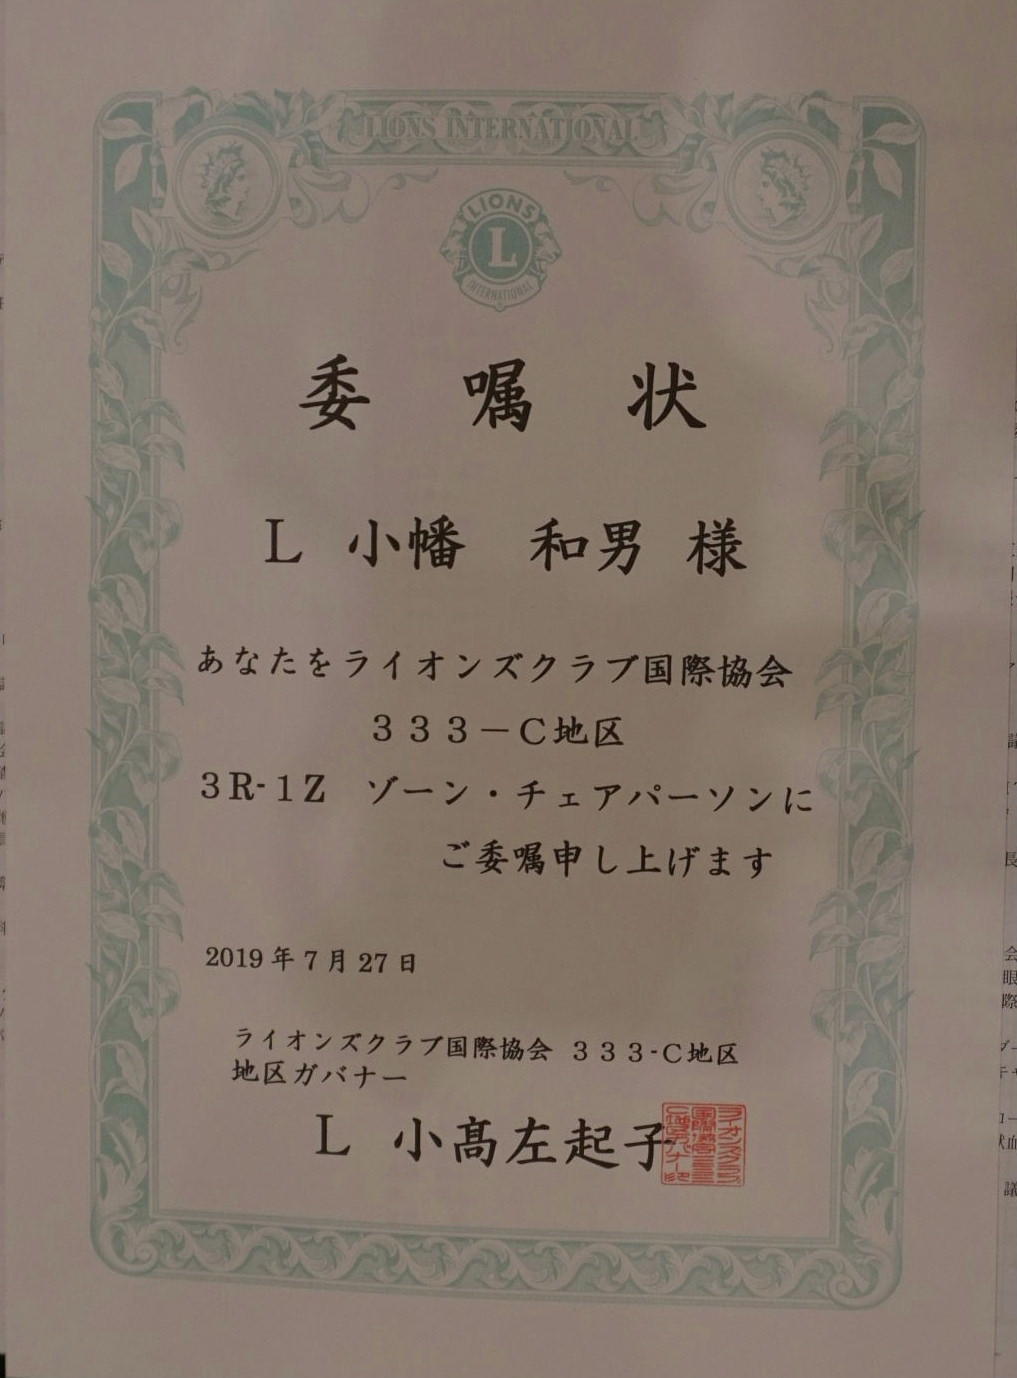 LIONS INTERNATIONAL
LIONS
L
INTERNATIONAL
委嘱状
L 小幡 和男 様
あなたをライオンズクラブ国際協会
333－C地区
3R-1Z ゾーン・チェアパーソンに
ご委嘱申し上げます
2019年7月27日
ライオンズクラブ国際協会 333-C地区
地区ガバナー
L 小髙左起子